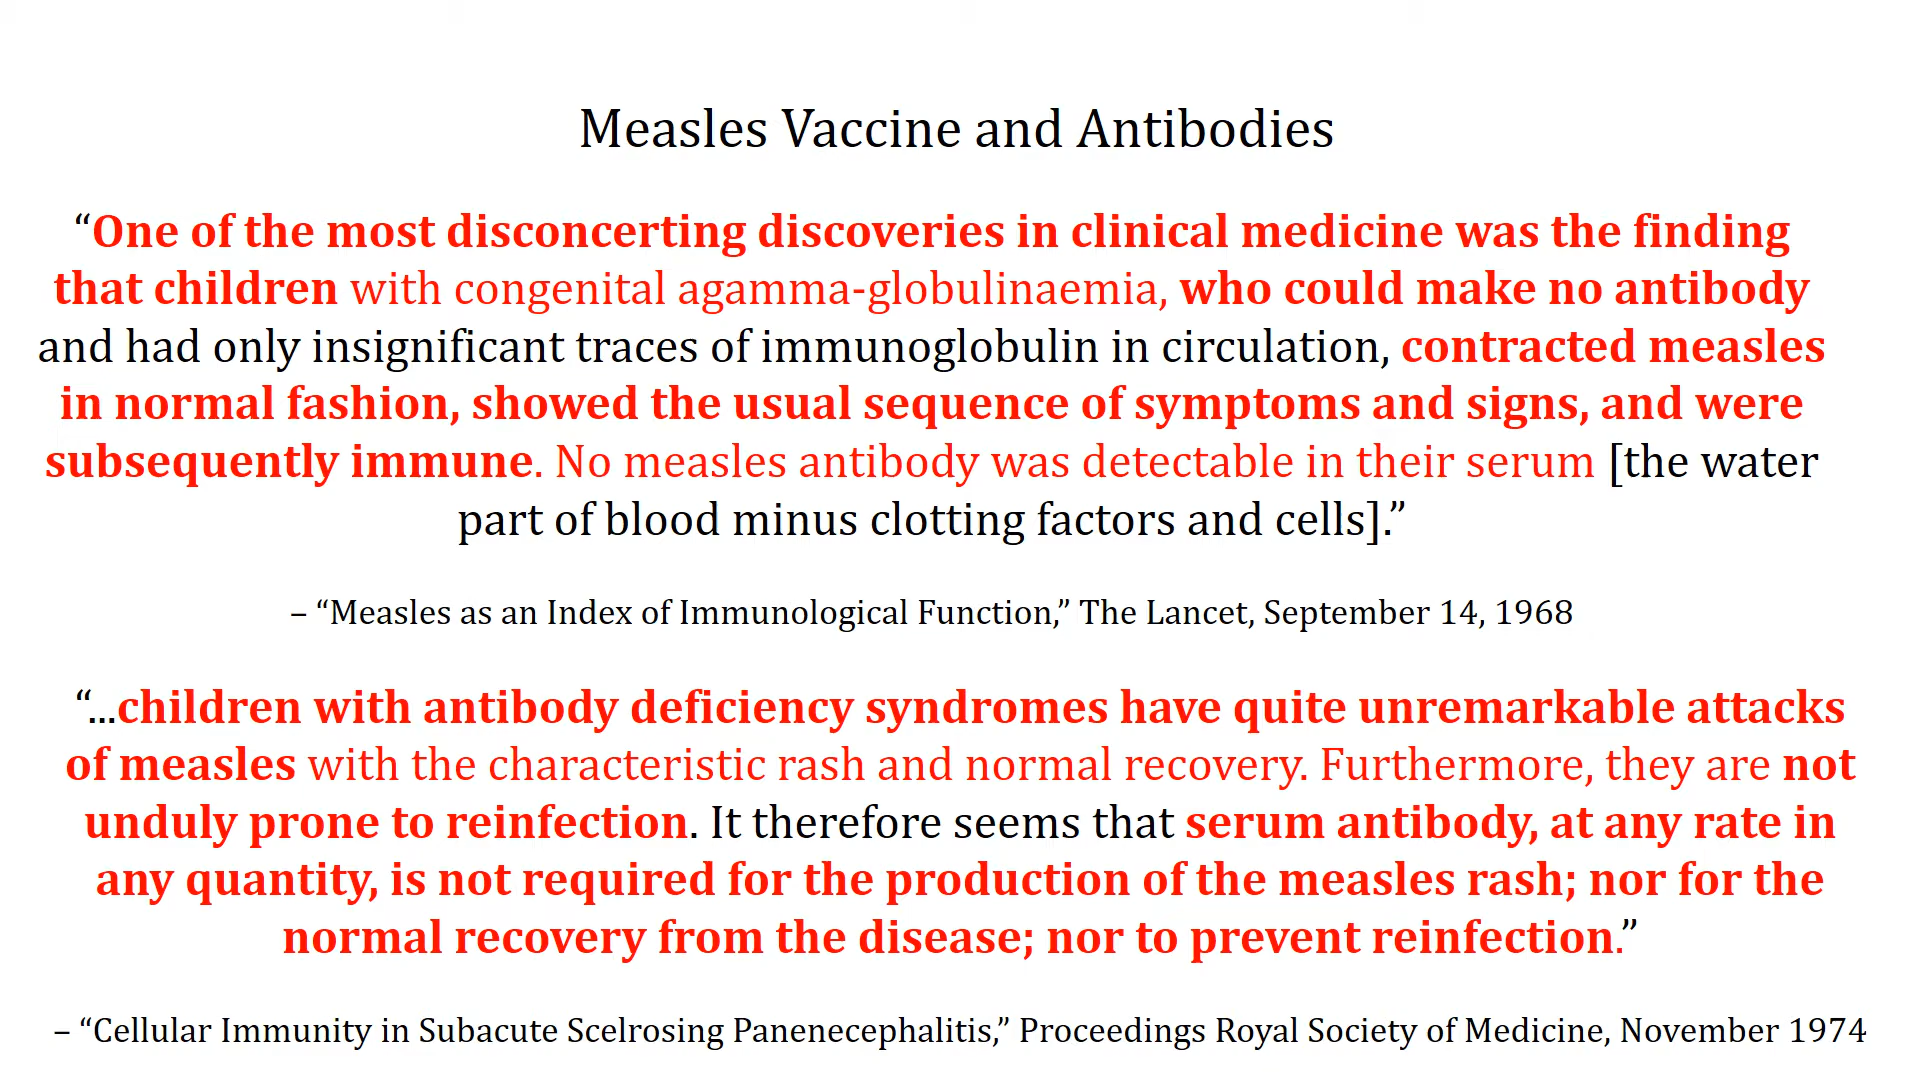 Measles Vaccine and Antibodies
“One of the most disconcerting discoveries in clinical medicine was the finding
that children with congenital agamma-globulinaemia, who could make no antibody
and had only insignificant traces of immunoglobulin in circulation, contracted measles
in normal fashion, showed the usual sequence of symptoms and signs, and were
subsequently immune. No measles antibody was detectable in their serum [the water
part of blood minus clotting factors and cells].”
– “Measles as an Index of Immunological Function,” The Lancet, September 14, 1968
“…children with antibody deficiency syndromes have quite unremarkable attacks
of measles with the characteristic rash and normal recovery. Furthermore, they are not
unduly prone to reinfection. It therefore seems that serum antibody, at any rate in
any quantity, is not required for the production of the measles rash; nor for the
normal recovery from the disease; nor to prevent reinfection.”
– “Cellular Immunity in Subacute Scelrosing Panenecephalitis,” Proceedings Royal Society of Medicine, November 1974